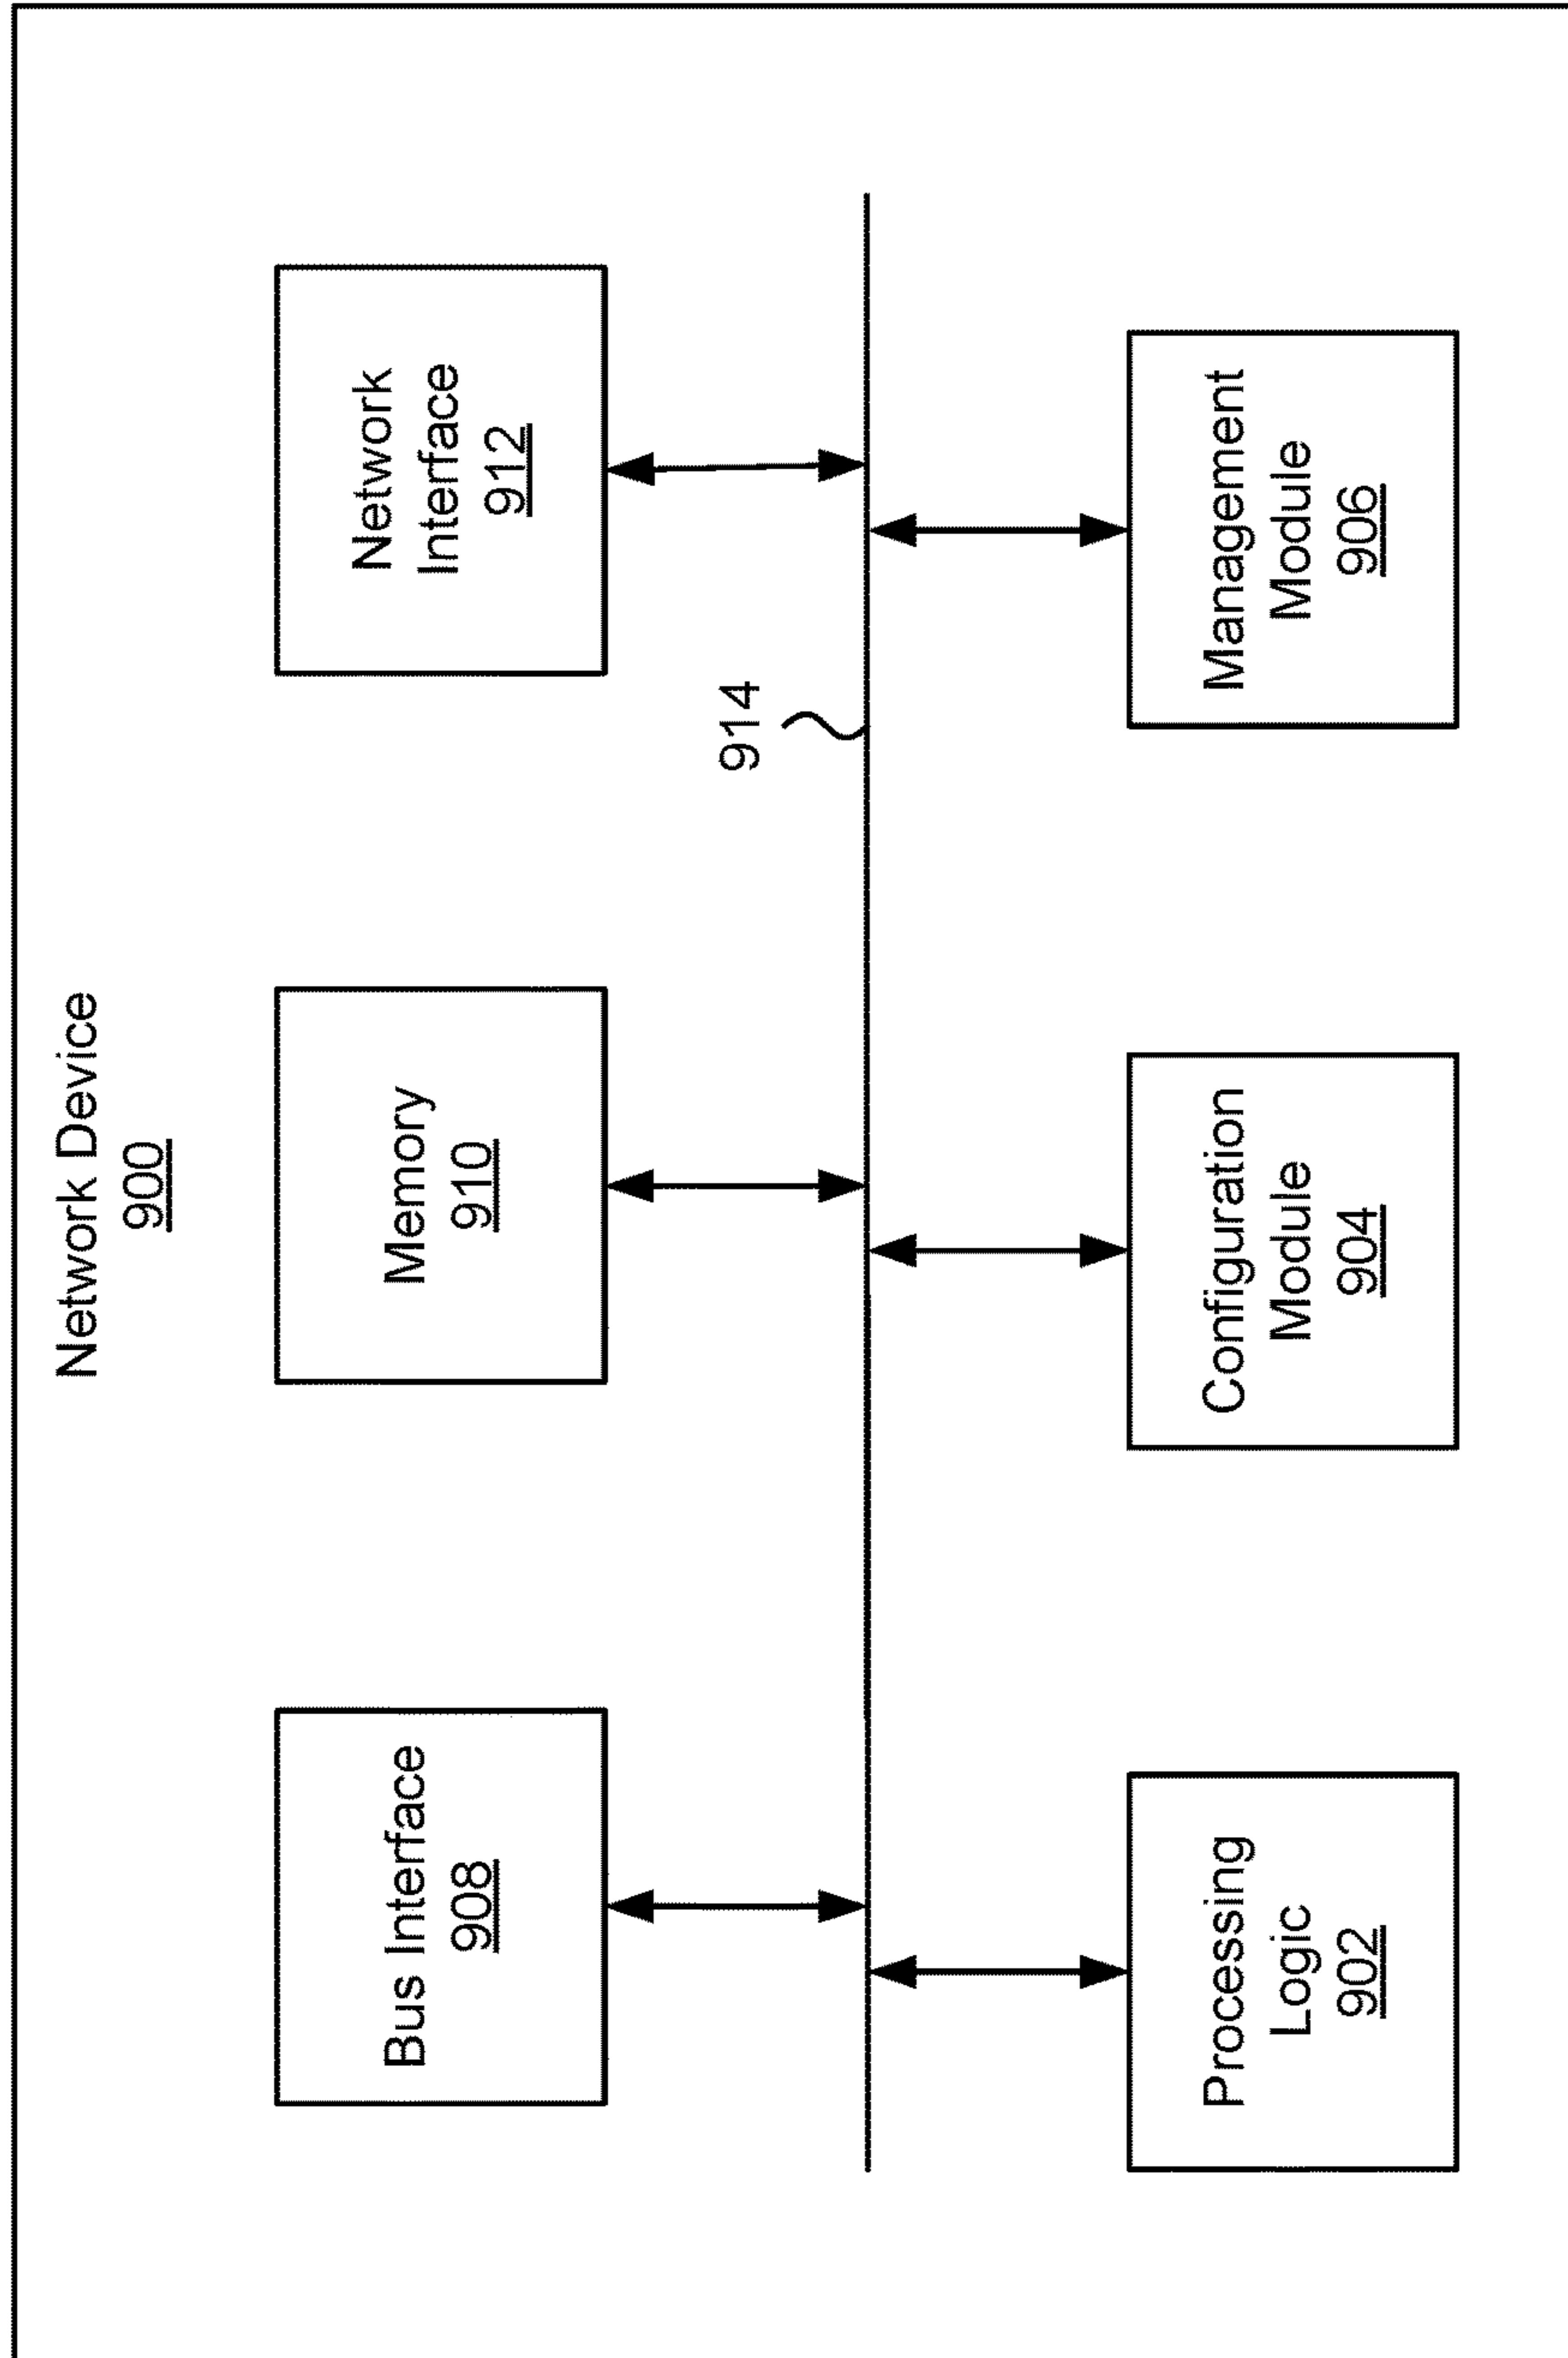 Network Device
900
Bus Interface
908
Memory
910
Network
Interface
912
914
Processing
Logic
902
Configuration
Module
904
Management
Module
906